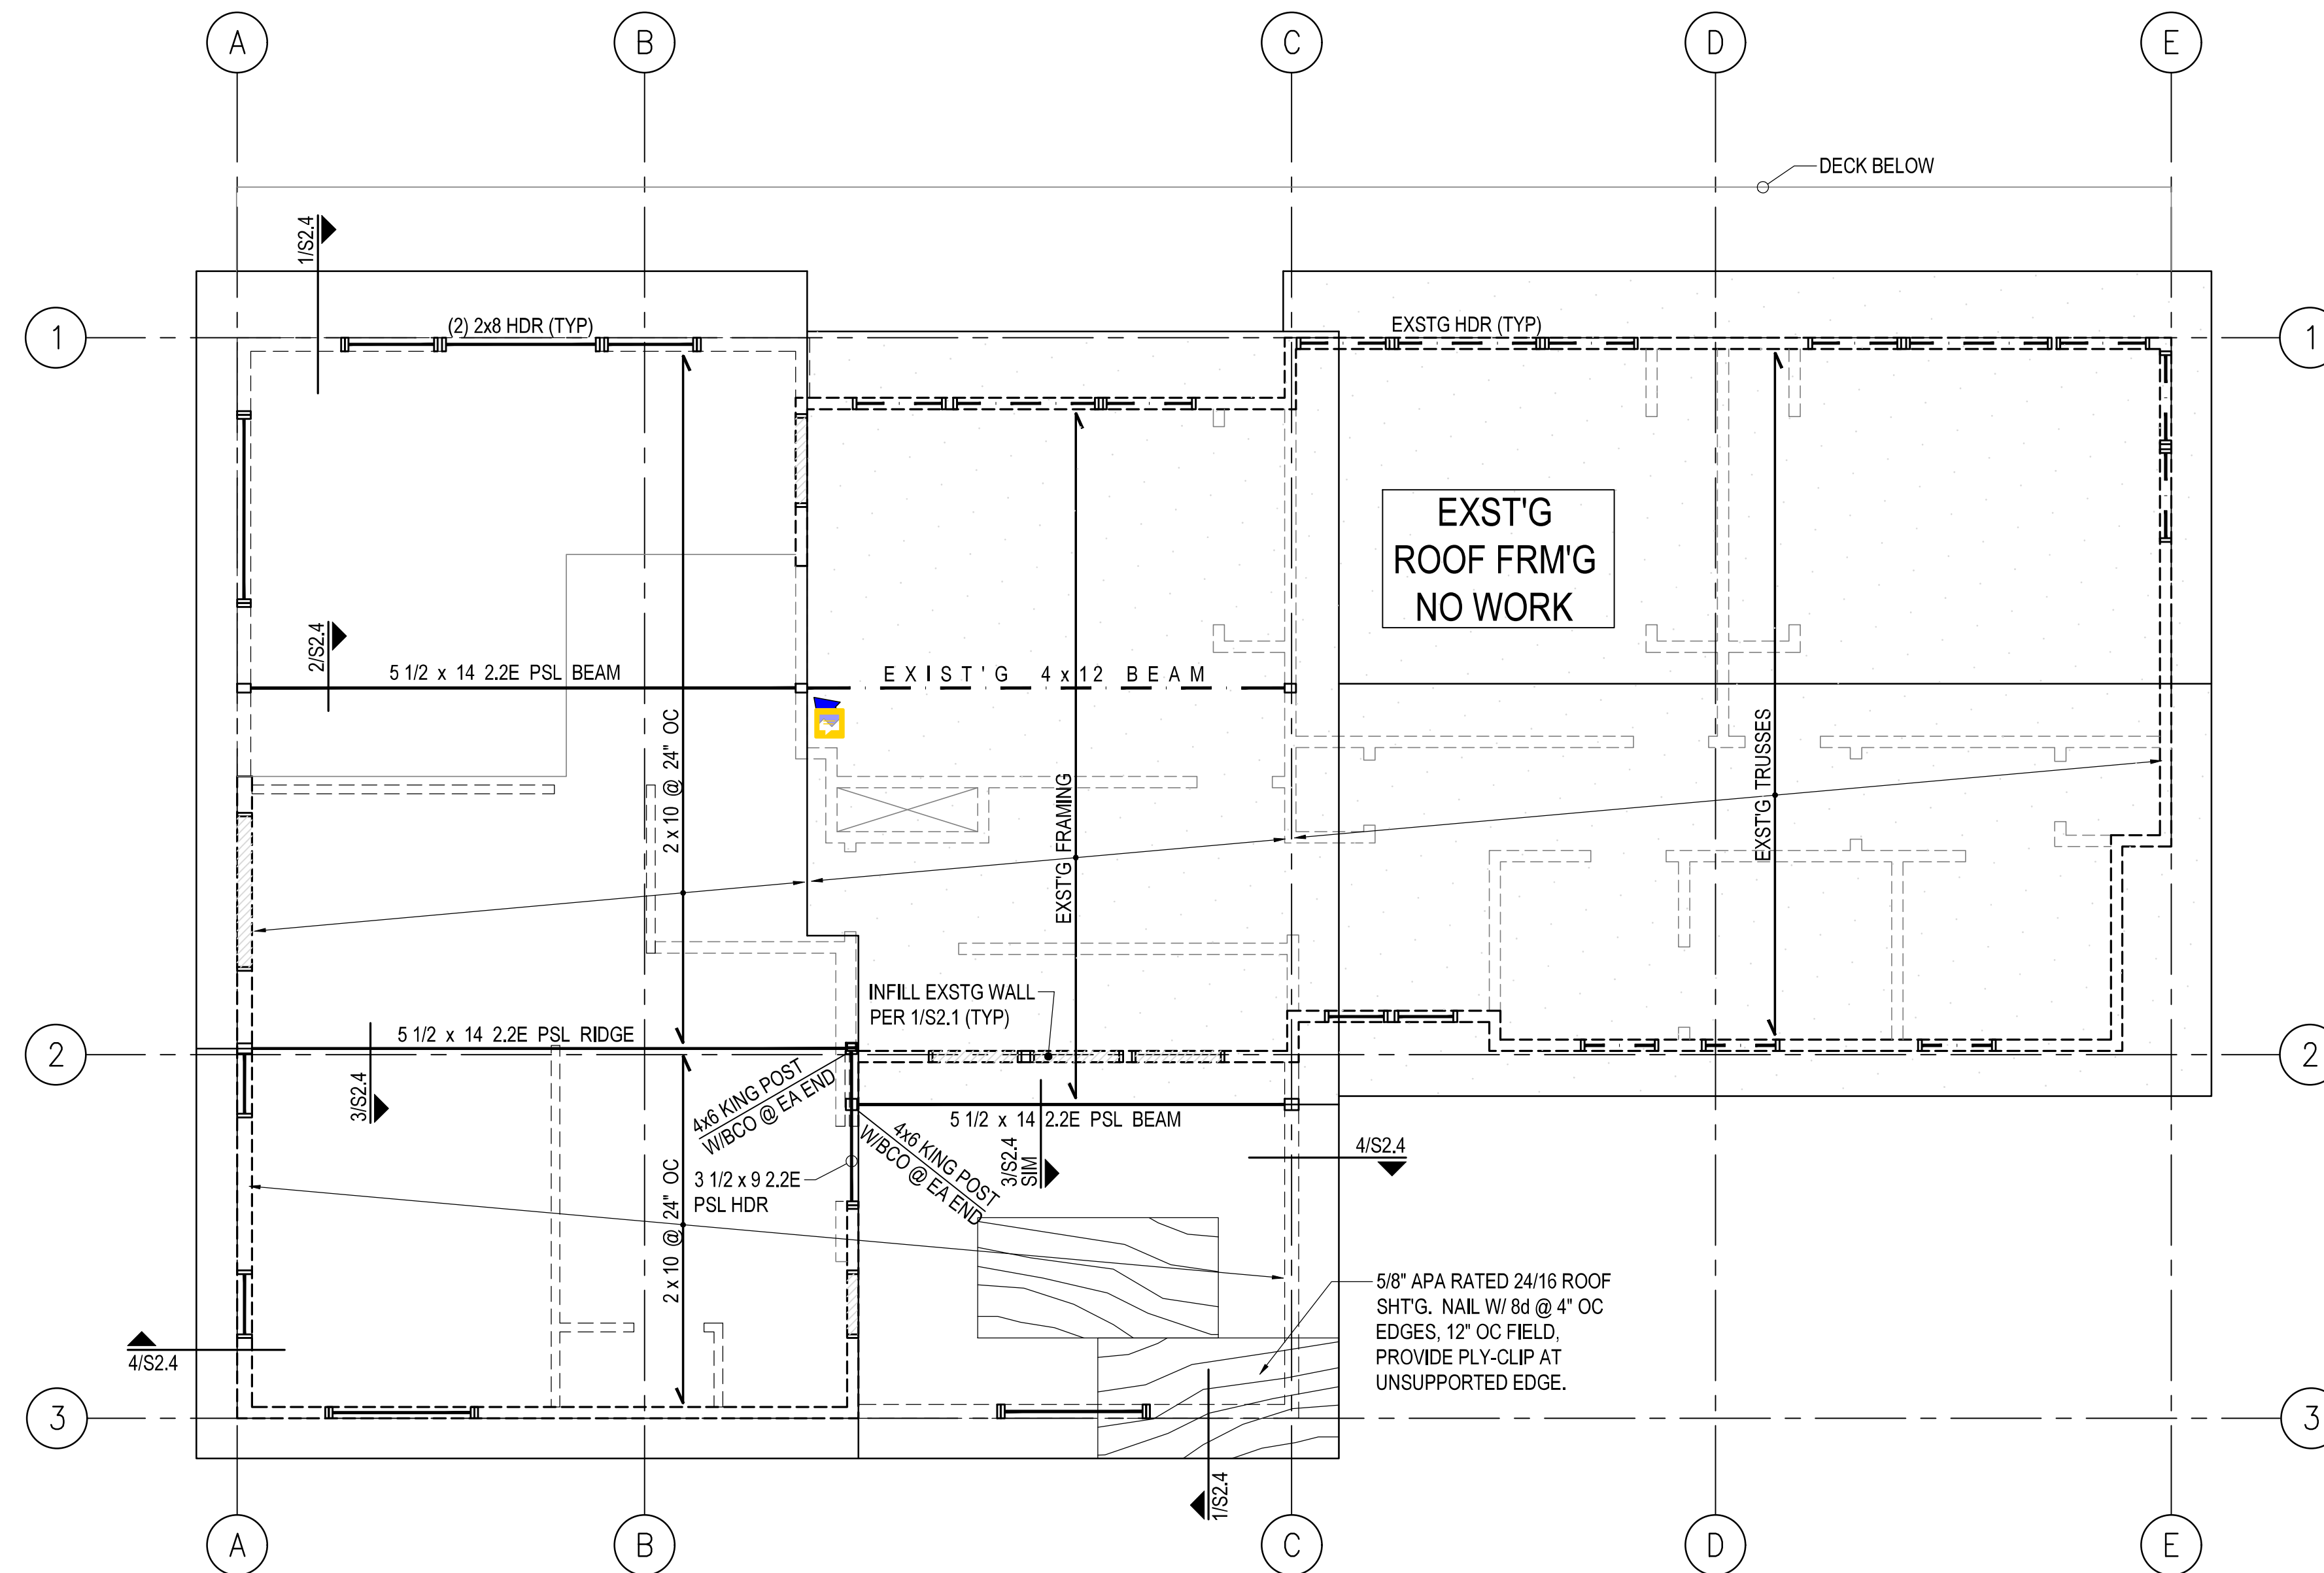 A
B
C
D
E
DECK BELOW
1/S2.4
1
(2) 2x8 HDR (TYP)
EXSTG HDR (TYP)
1
EXST'G
ROOF FRM'G
NO WORK
2/S2.4
5 1/2 x 14 2.2E PSL BEAM
EXIST'G 4x12 BEAM
2 x 10 @ 24" OC
EXST'G FRAMING
EXST'G TRUSSES
INFILL EXSTG WALL
PER 1/S2.1 (TYP)
2
5 1/2 x 14 2.2E PSL RIDGE
2
3/S2.4
4x6 KING POST
W/BCO @ EA END
5 1/2 x 14 2.2E PSL BEAM
4x6 KING POST
W/BCO @ EA END
3/S2.4
SIM
4/S2.4
3 1/2 x 9 2.2E
PSL HDR
2 x 10 @ 24" OC
5/8" APA RATED 24/16 ROOF
SHT'G. NAIL W/ 8d @ 4" OC
EDGES, 12" OC FIELD,
PROVIDE PLY-CLIP AT
UNSUPPORTED EDGE.
4/S2.4
3
3
1/S2.4
A
B
C
D
E